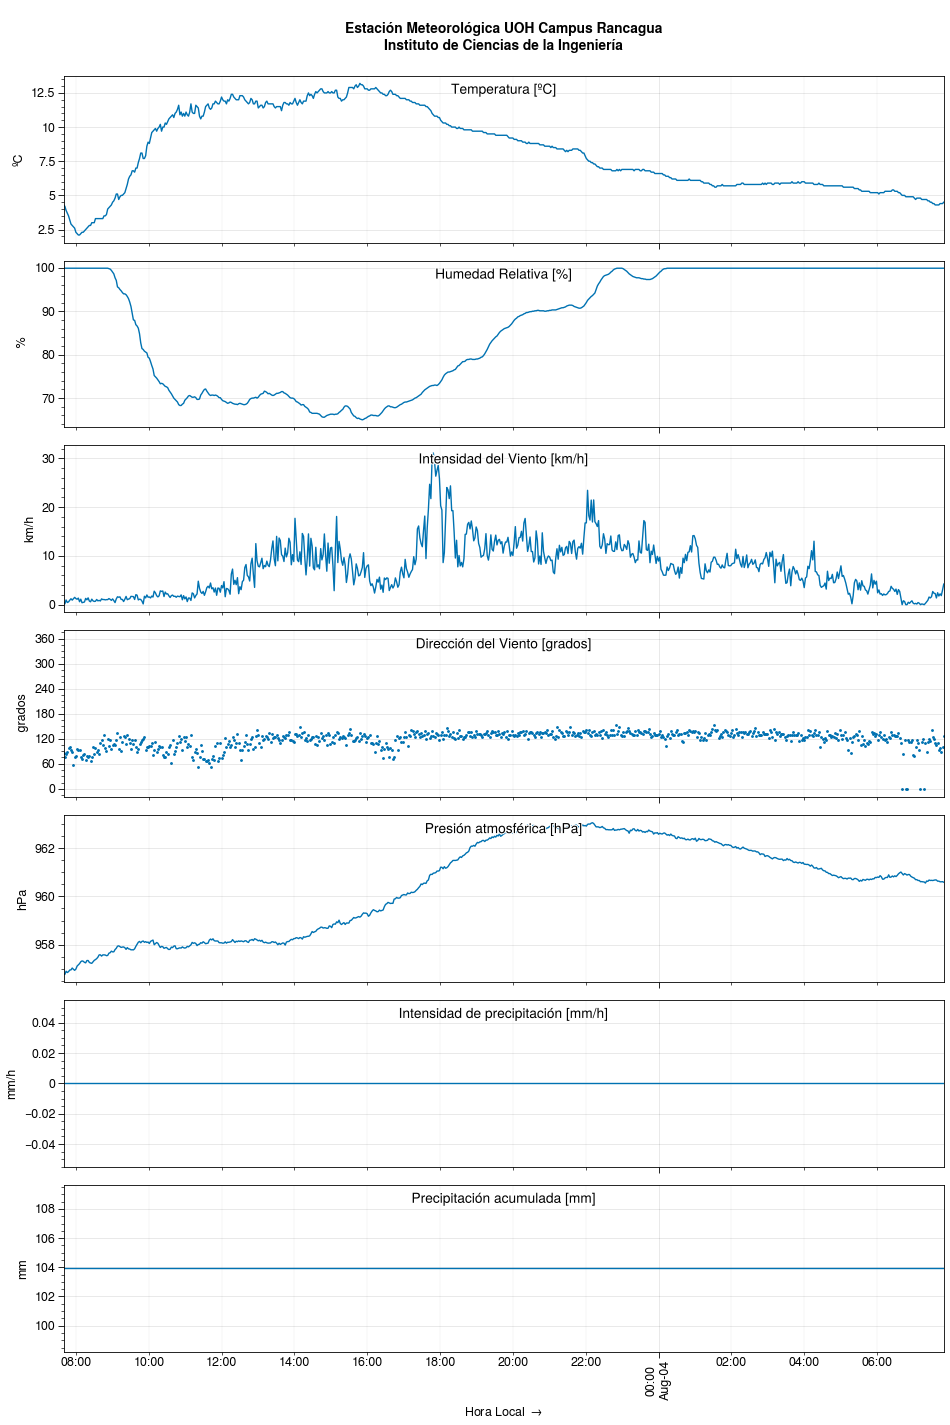 Estación Meteorológica UOH Campus Rancagua
Instituto de Ciencias de la Ingeniería
Temperatura [ºC]
ºC
12.5
10
7.5
5
2.5
Humedad Relativa [%]
%
100
90
80
70
Intensidad del Viento [km/h]
km/h
30
20
10
0
Dirección del Viento [grados]
grados
360
300
240
180
120
60
0
Presión atmosférica [hPa]
hPa
962
960
958
Intensidad de precipitación [mm/h]
mm/h
0.04
0.02
0
−0.02
−0.04
Precipitación acumulada [mm]
mm
108
106
104
102
100
08:00 10:00 12:00 14:00 16:00 18:00 20:00 22:00 00:00 02:00 04:00 06:00
Aug-04
Hora Local →